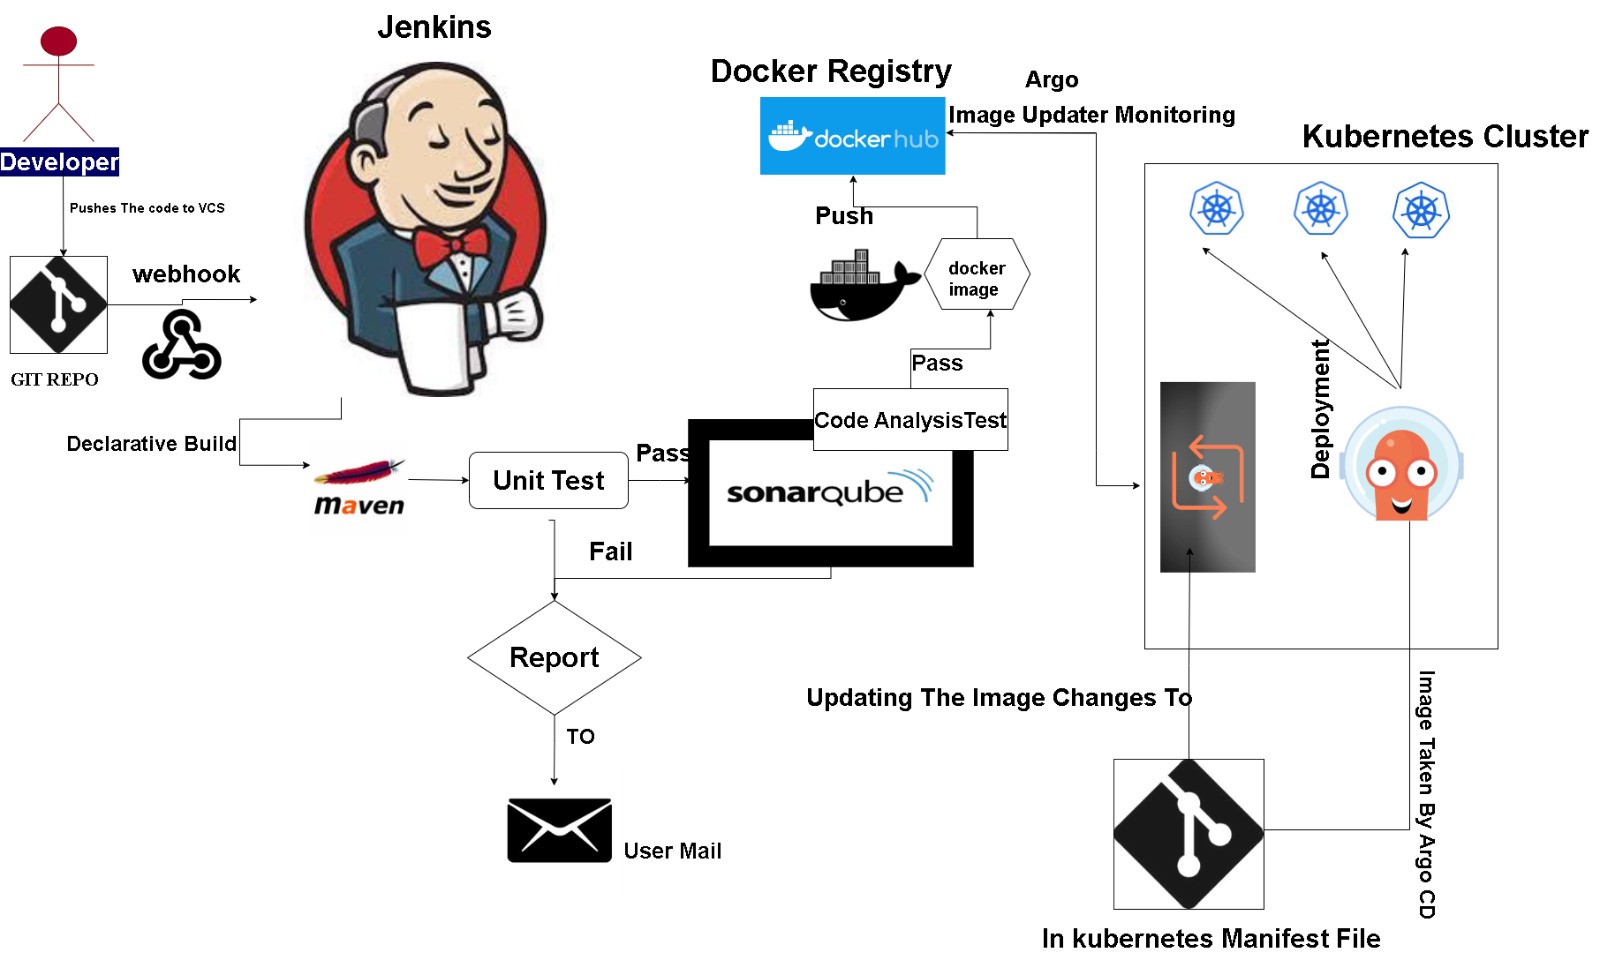 Jenkins
Docker Registry
Argo
Image Updater Monitoring
dockerhub
Kubernetes Cluster
Developer
Pushes The code to VCS
Push
webhook
docker
image
GIT REPO
Pass
Deployment
Code AnalysisTest
Declarative Build
Pass
Unit Test
maven
sonarqube
Fail
Report
Updating The Image Changes To
Image Taken By Argo CD
TO
User Mail
In kubernetes Manifest File